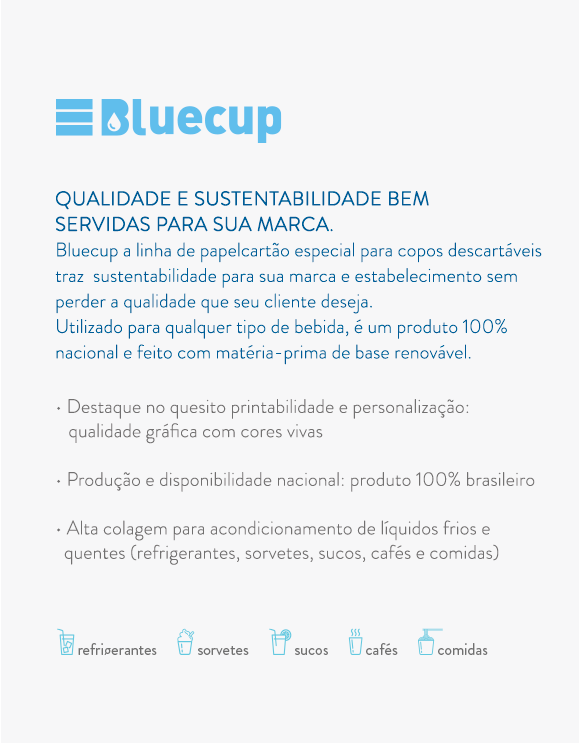 Bluecup
QUALIDADE E SUSTENTABILIDADE BEM
SERVIDAS PARA SUA MARCA.
Bluecup a linha de papelcartão especial para copos descartáveis
traz  sustentabilidade para sua marca e estabelecimento sem
perder a qualidade que seu cliente deseja.
Utilizado para qualquer tipo de bebida, é um produto 100%
nacional e feito com matéria-prima de base renovável.
• Destaque no quesito printabilidade e personalização:
qualidade gráfica com cores vivas
• Produção e disponibilidade nacional: produto 100% brasileiro
• Alta colagem para acondicionamento de líquidos frios e
quentes (refrigerantes, sorvetes, sucos, cafés e comidas)
refrigerantes sorvetes sucos cafés comidas